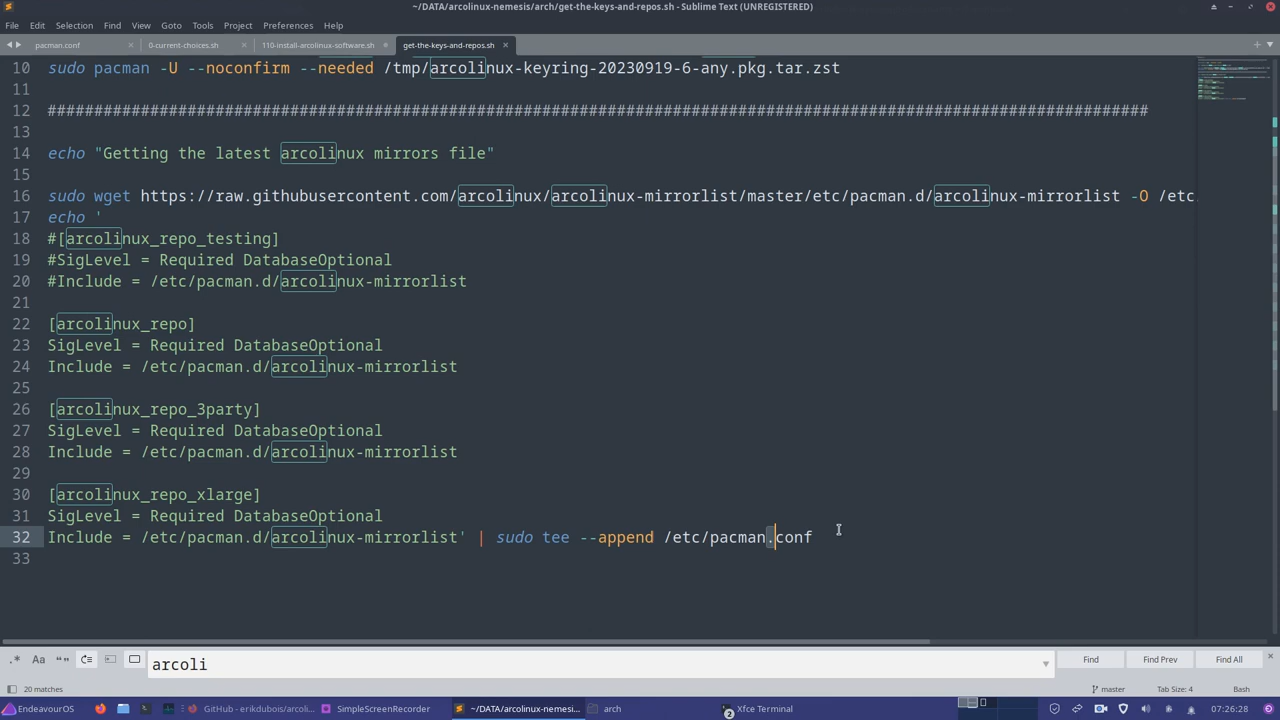 ~/DATA/arcolinux-nemesis/arch/get-the-keys-and-repos.sh - Sublime Text (UNREGISTERED)
File Edit Selection Find View Goto Tools Project Preferences Help
pacman.conf 0-current-choices.sh 110-install-arcolinux-software.sh get-the-keys-and-repos.sh
10 sudo pacman -U --noconfirm --needed /tmp/arcolinux-keyring-20230919-6-any.pkg.tar.zst
11
12 ######################################################################################################################
13
14 echo "Getting the latest arcolinux mirrors file"
15
16 sudo wget https://raw.githubusercontent.com/arcolinux/arcolinux-mirrorlist/master/etc/pacman.d/arcolinux-mirrorlist -O /etc
17 echo '
18 #[arcolinux_repo_testing]
19 #SigLevel = Required DatabaseOptional
20 #Include = /etc/pacman.d/arcolinux-mirrorlist
21
22 [arcolinux_repo]
23 SigLevel = Required DatabaseOptional
24 Include = /etc/pacman.d/arcolinux-mirrorlist
25
26 [arcolinux_repo_3party]
27 SigLevel = Required DatabaseOptional
28 Include = /etc/pacman.d/arcolinux-mirrorlist
29
30 [arcolinux_repo_xlarge]
31 SigLevel = Required DatabaseOptional
32 Include = /etc/pacman.d/arcolinux-mirrorlist' | sudo tee --append /etc/pacman.conf
33
.* Aa “” arcoli Find Find Prev Find All
20 matches master Tab Size: 4 Bash
EndeavourOS GitHub - erikdubois/arcoli... SimpleScreenRecorder ~/DATA/arcolinux-nemesi... arch 2 Xfce Terminal 07:26:28